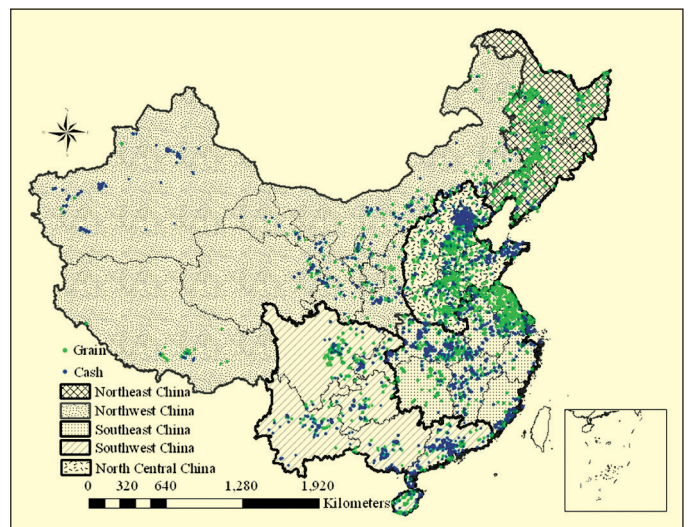 Grain
Cash
Northeast China
Northwest China
Southeast China
Southwest China
North Central China
0 320 640 1,280 1,920
Kilometers